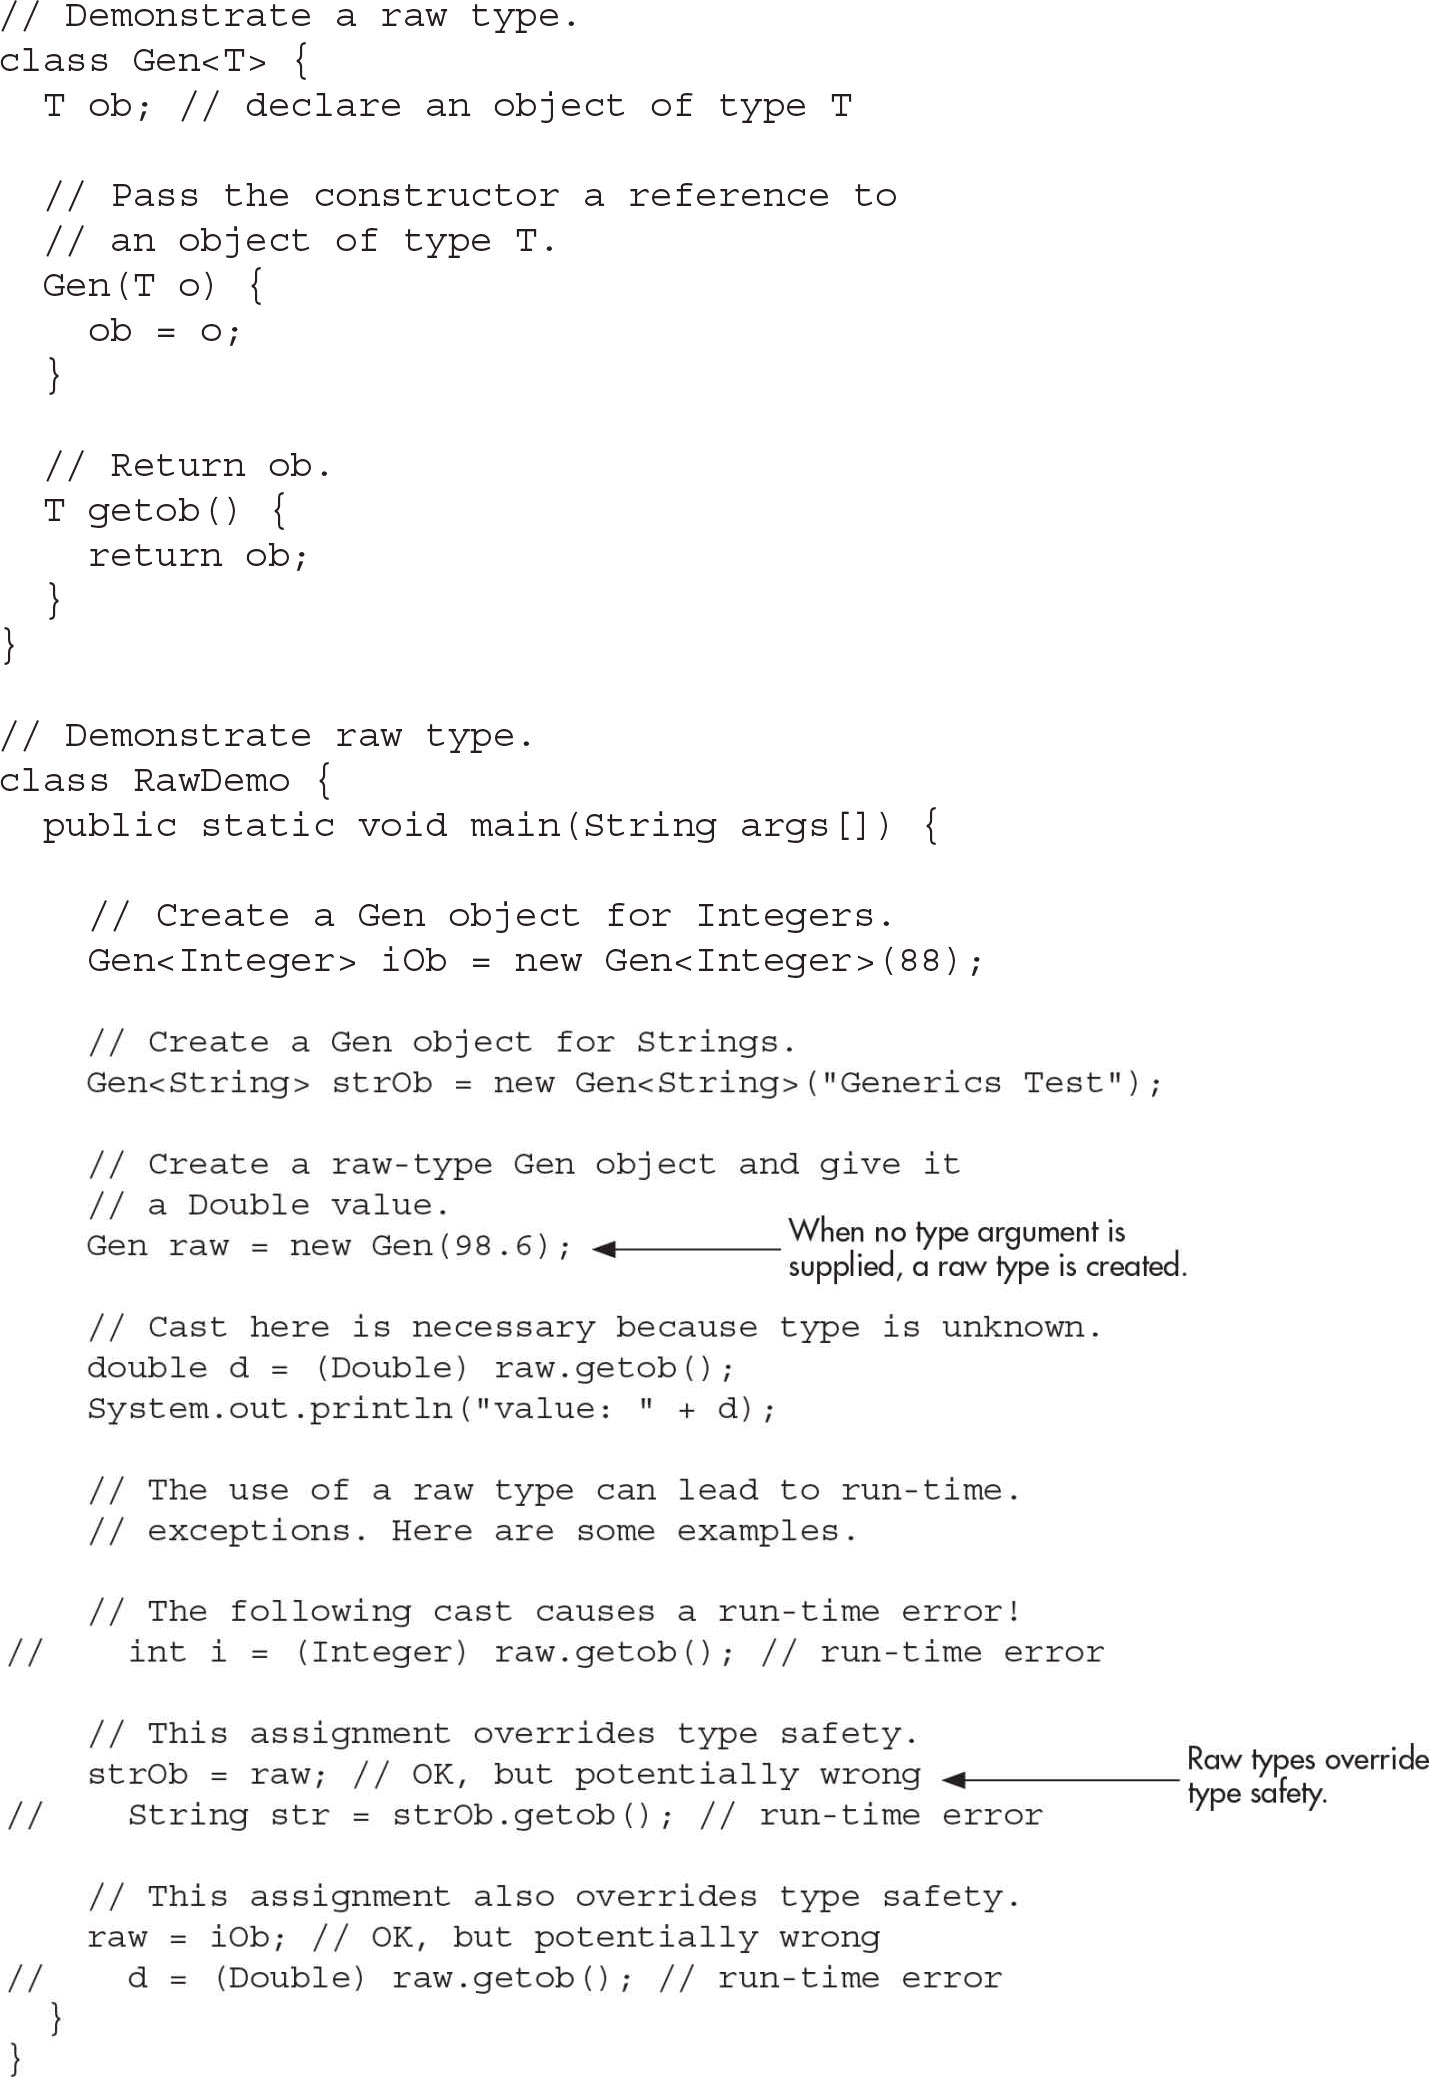 // Demonstrate a raw type.
class Gen<T> {
  T ob; // declare an object of type T

  // Pass the constructor a reference to
  // an object of type T.
  Gen(T o) {
    ob = o;
  }

  // Return ob.
  T getob() {
    return ob;
  }
}

// Demonstrate raw type.
class RawDemo {
  public static void main(String args[]) {

    // Create a Gen object for Integers.
    Gen<Integer> iOb = new Gen<Integer>(88);

    // Create a Gen object for Strings.
    Gen<String> strOb = new Gen<String>("Generics Test");

    // Create a raw-type Gen object and give it
    // a Double value.
    Gen raw = new Gen(98.6);
When no type argument is
supplied, a raw type is created.

    // Cast here is necessary because type is unknown.
    double d = (Double) raw.getob();
    System.out.println("value: " + d);

    // The use of a raw type can lead to run-time.
    // exceptions. Here are some examples.

    // The following cast causes a run-time error!
//    int i = (Integer) raw.getob(); // run-time error

    // This assignment overrides type safety.
    strOb = raw; // OK, but potentially wrong
Raw types override
type safety.
//    String str = strOb.getob(); // run-time error

    // This assignment also overrides type safety.
    raw = iOb; // OK, but potentially wrong
//    d = (Double) raw.getob(); // run-time error
  }
}